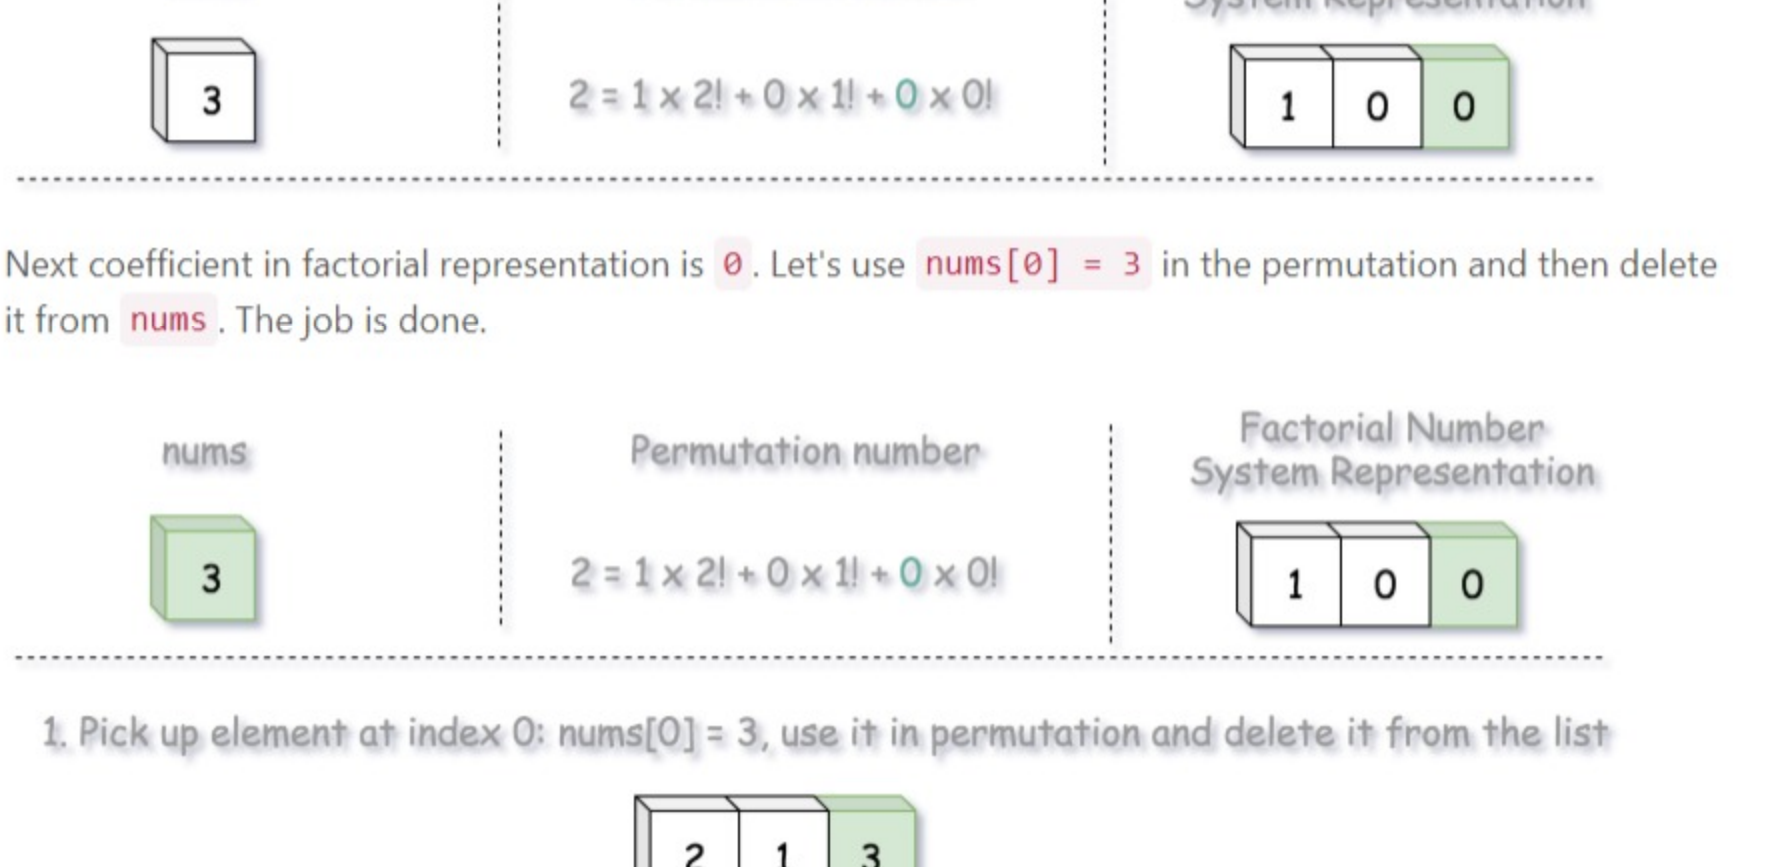 System Representation
3
2 = 1 x 2! + 0 x 1! + 0 x 0!
1 0 0
Next coefficient in factorial representation is 0. Let's use nums[0] = 3 in the permutation and then delete
it from nums. The job is done.
nums
Permutation number
Factorial Number
System Representation
3
2 = 1 x 2! + 0 x 1! + 0 x 0!
1 0 0
1. Pick up element at index 0: nums[0] = 3, use it in permutation and delete it from the list
2 1 3